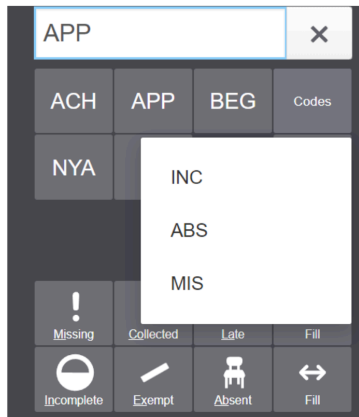 APP
ACH APP BEG Codes
NYA
INC
ABS
MIS
Missing Collected Late Fill
Incomplete Exempt Absent Fill